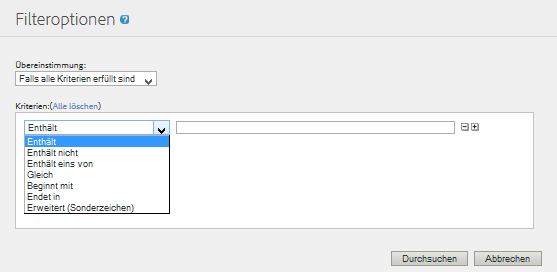 Filteroptionen ?
Übereinstimmung:
Falls alle Kriterien erfüllt sind
Kriterien:(Alle löschen)
Enthält
Enthält
Enthält nicht
Enthält eins von
Gleich
Beginnt mit
Endet in
Erweitert (Sonderzeichen)
Durchsuchen Abbrechen